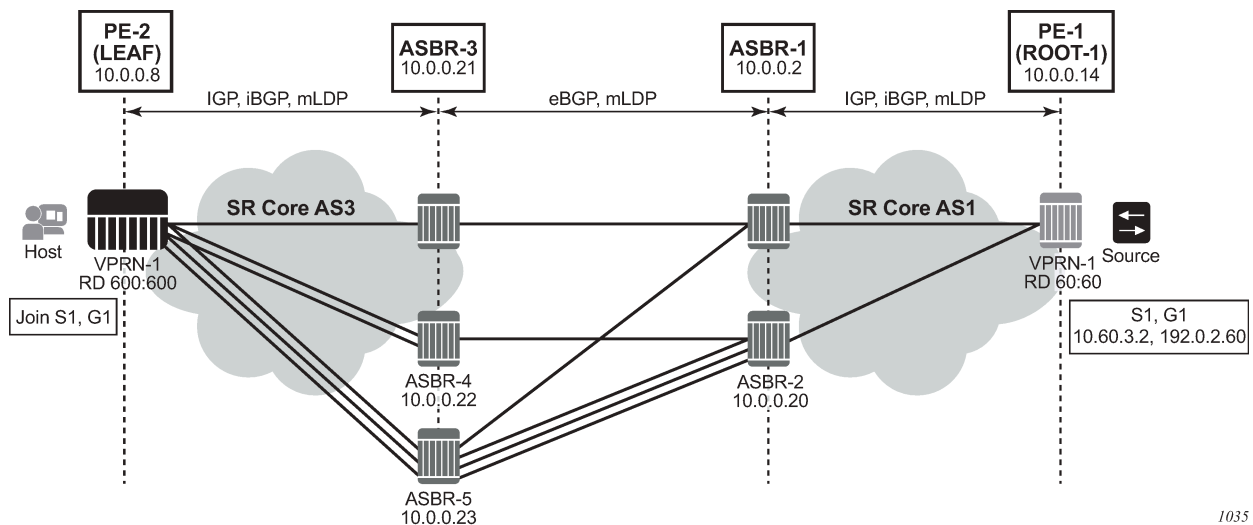 PE-2
(LEAF)
10.0.0.8
ASBR-3
10.0.0.21
ASBR-1
10.0.0.2
PE-1
(ROOT-1)
10.0.0.14
IGP, iBGP, mLDP
eBGP, mLDP
IGP, iBGP, mLDP
SR Core AS3
SR Core AS1
Host
Source
VPRN-1
RD 600:600
VPRN-1
RD 60:60
Join S1, G1
S1, G1
10.60.3.2, 192.0.2.60
ASBR-4
10.0.0.22
ASBR-2
10.0.0.20
ASBR-5
10.0.0.23
1035